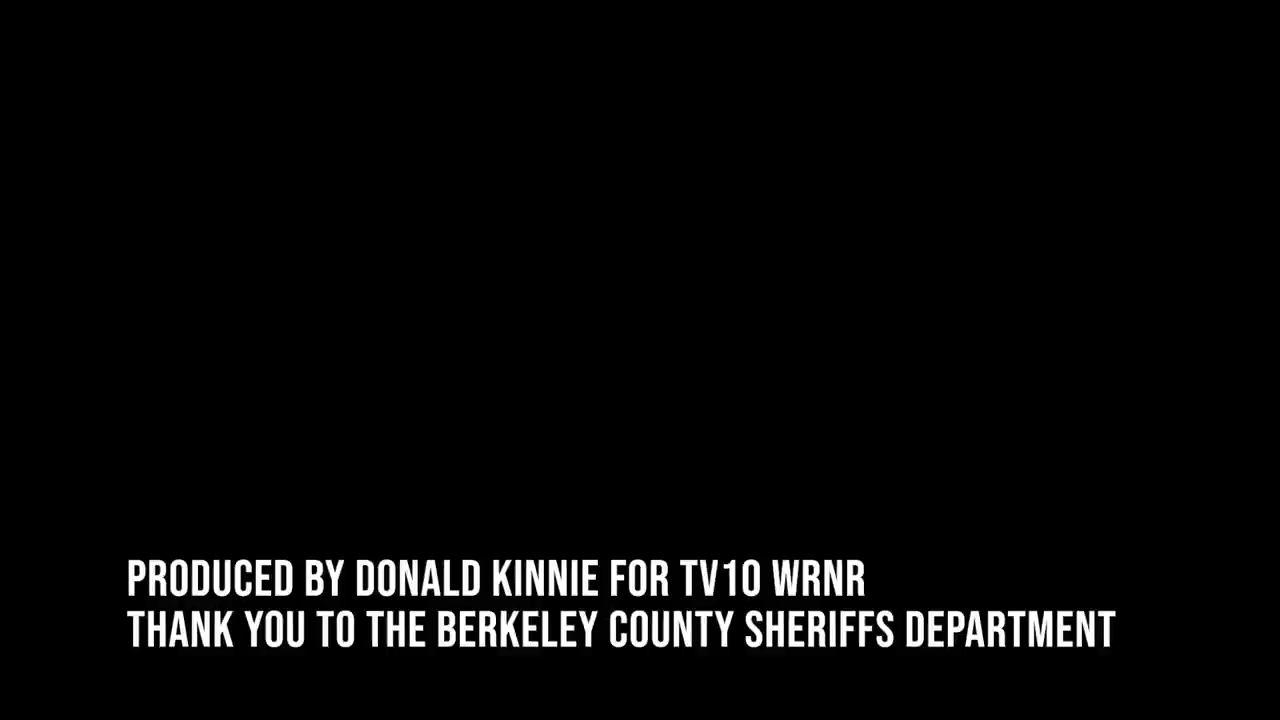 PRODUCED BY DONALD KINNIE FOR TV10 WRNR
THANK YOU TO THE BERKELEY COUNTY SHERIFFS DEPARTMENT